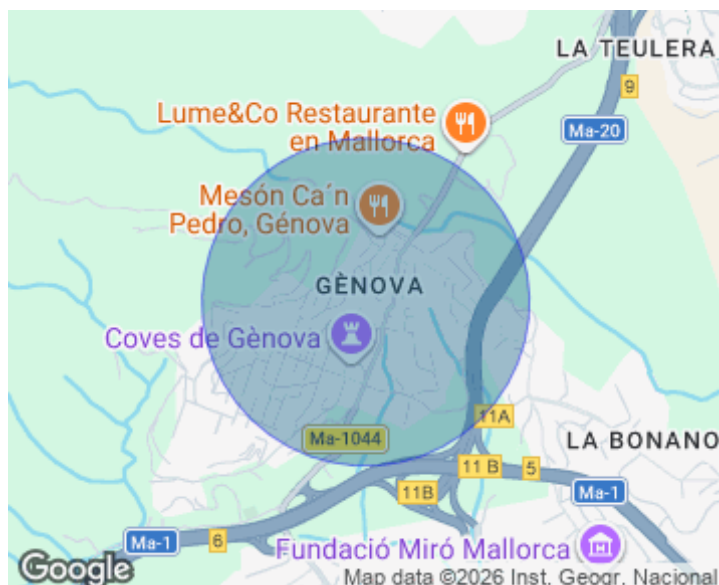 LA TEULERA
9
Lume&Co Restaurante
en Mallorca
Ma-20
Mesón Ca´n
Pedro, Génova
GÈNOVA
Coves de Gènova
11A
Ma-1044
LA BONANO
11 B
5
11B
Ma-1
Ma-1
6
Fundació Miró Mallorca
Google
Map data ©2026 Inst. Geogr. Nacional